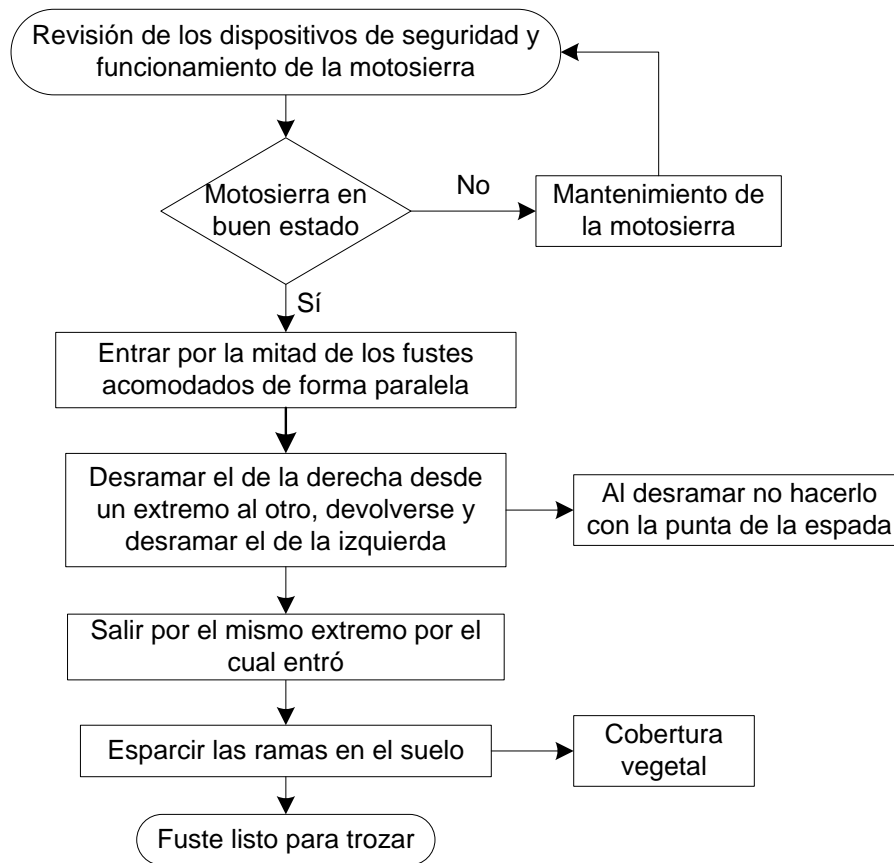 Revisión de los dispositivos de seguridad y
funcionamiento de la motosierra
Motosierra en
buen estado
No
Mantenimiento de
la motosierra
Sí
Entrar por la mitad de los fustes
acomodados de forma paralela
Desramar el de la derecha desde
un extremo al otro, devolverse y
desramar el de la izquierda
Al desramar no hacerlo
con la punta de la espada
Salir por el mismo extremo por el
cual entró
Esparcir las ramas en el suelo
Cobertura
vegetal
Fuste listo para trozar